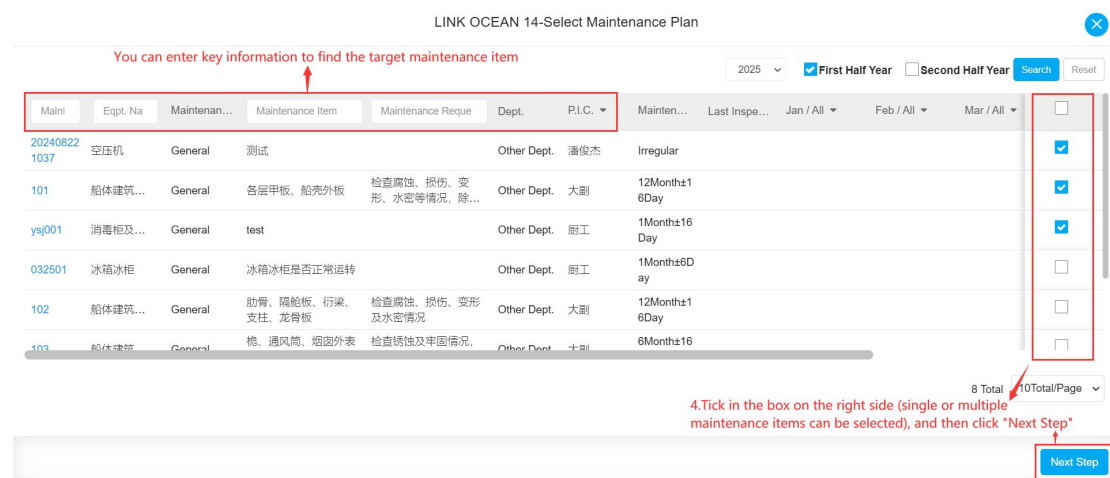 LINK OCEAN 14-Select Maintenance Plan
You can enter key information to find the target maintenance item
2025 First Half Year Second Half Year Search Reset
Maint Eqpt. Na Maintenan... Maintenance Item Maintenance Reque Dept. P.I.C. Mainten... Last Inspe... Jan / All Feb / All Mar / All
20240822
1037 空压机 General 测试 Other Dept. 潘俊杰 Irregular
101 船体建筑... General 各层甲板、船壳外板 检查腐蚀、损伤、变
形、水密等情况，除... Other Dept. 大副 12Month±1
6Day
ysj001 消毒柜及... General test Other Dept. 厨工 1Month±16
Day
032501 冰箱冰柜 General 冰箱冰柜是否正常运转 Other Dept. 厨工 1Month±6D
ay
102 船体建筑... General 肋骨、隔舱板、衍梁、
支柱、龙骨板 检查腐蚀、损伤、变形
及水密情况 Other Dept. 大副 12Month±1
6Day
103 船体建筑 General 桅、通风筒、烟囱外表 检查锈蚀及牢固情况, Other Dept 大副 6Month±16
8 Total 10Total/Page
4.Tick in the box on the right side (single or multiple
maintenance items can be selected), and then click "Next Step"
Next Step